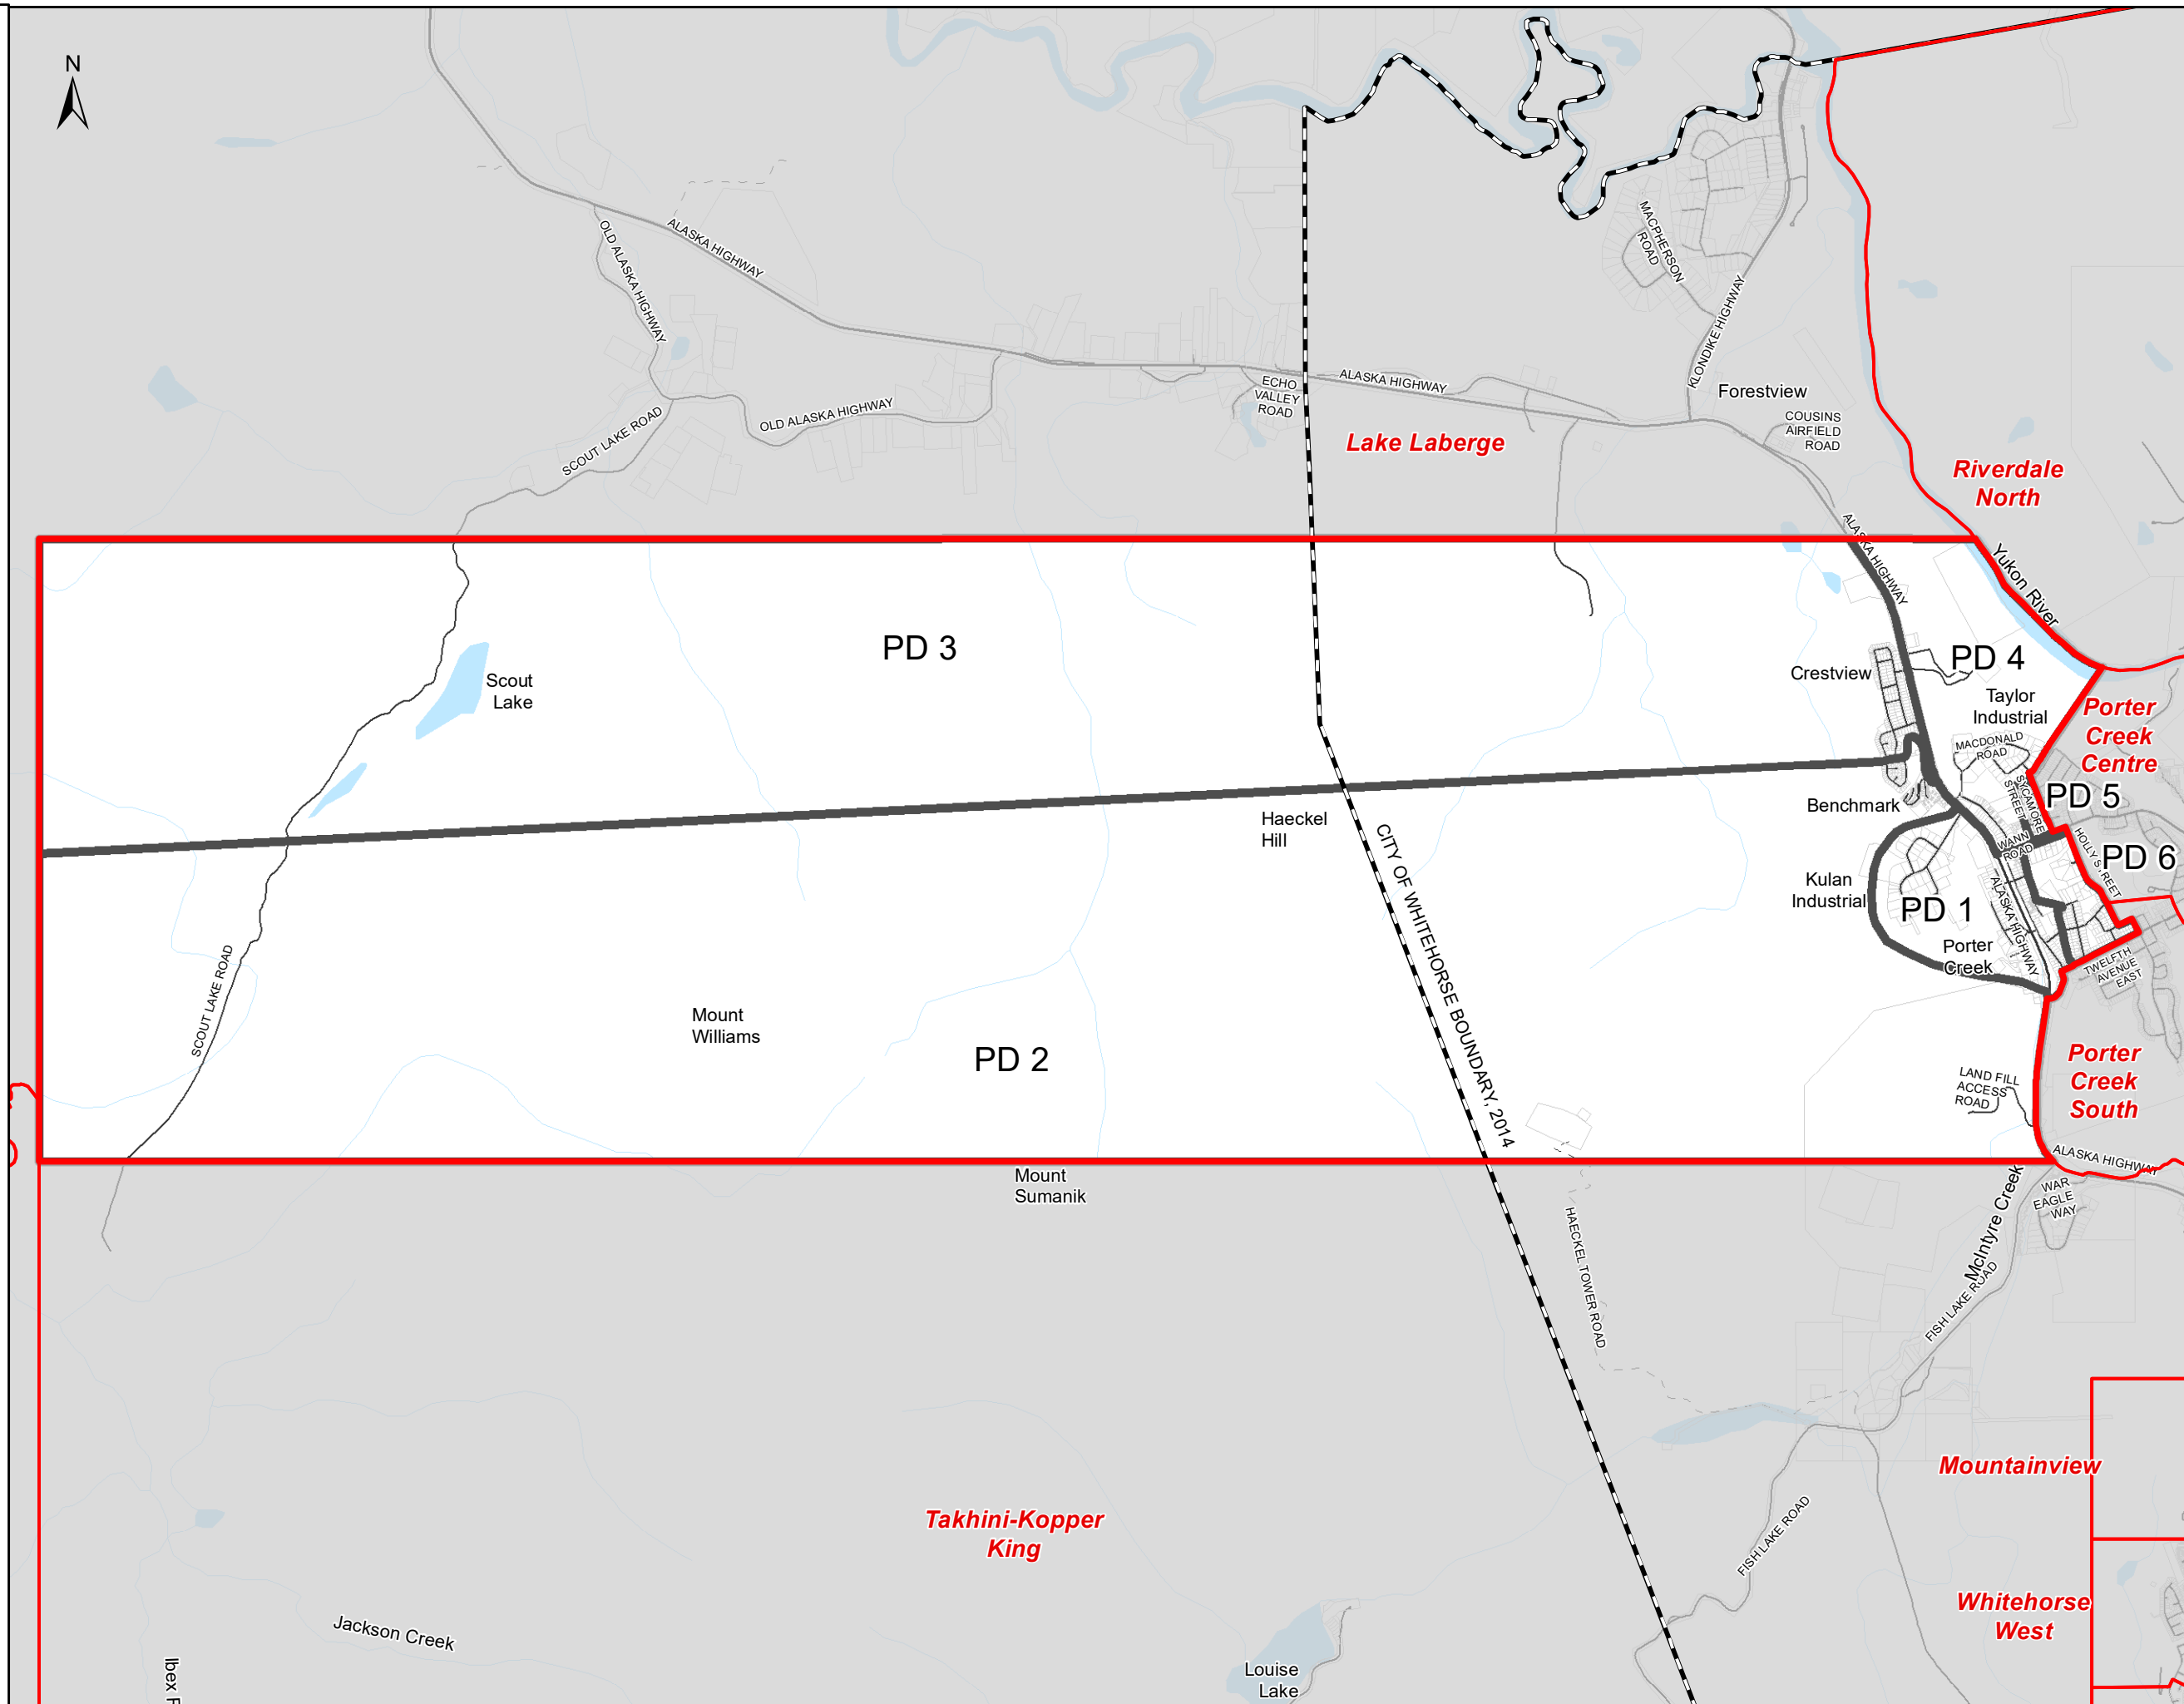 N
MACPHERSON
ROAD
OLD ALASKA HIGHWAY
ALASKA HIGHWAY
KLONDIKE HIGHWAY
ECHO
VALLEY
ROAD
ALASKA HIGHWAY
Forestview
OLD ALASKA HIGHWAY
COUSINS
AIRFIELD
ROAD
SCOUT LAKE ROAD
Lake Laberge
Riverdale
North
ALASKA HIGHWAY
Yukon River
PD 3
PD 4
Scout
Lake
Crestview
Taylor
Industrial
Porter
Creek
Centre
MACDONALD
ROAD
SYCAMORE
STREET
PD 5
Benchmark
Haeckel
Hill
WANN
ROAD
HOLLY STREET
PD 6
CITY OF WHITEHORSE BOUNDARY, 2014
Kulan
Industrial
PD 1
ALASKA HIGHWAY
Porter
Creek
TWELFTH
AVENUE
EAST
SCOUT LAKE ROAD
Mount
Williams
PD 2
Porter
Creek
South
LAND FILL
ACCESS
ROAD
ALASKA HIGHWAY
Mount
Sumanik
WAR
EAGLE
WAY
McIntyre Creek
HAECKEL TOWER ROAD
FISH LAKE ROAD
Mountainview
Takhini-Kopper
King
FISH LAKE ROAD
Whitehorse
West
Jackson Creek
Ibex
Louise
Lake